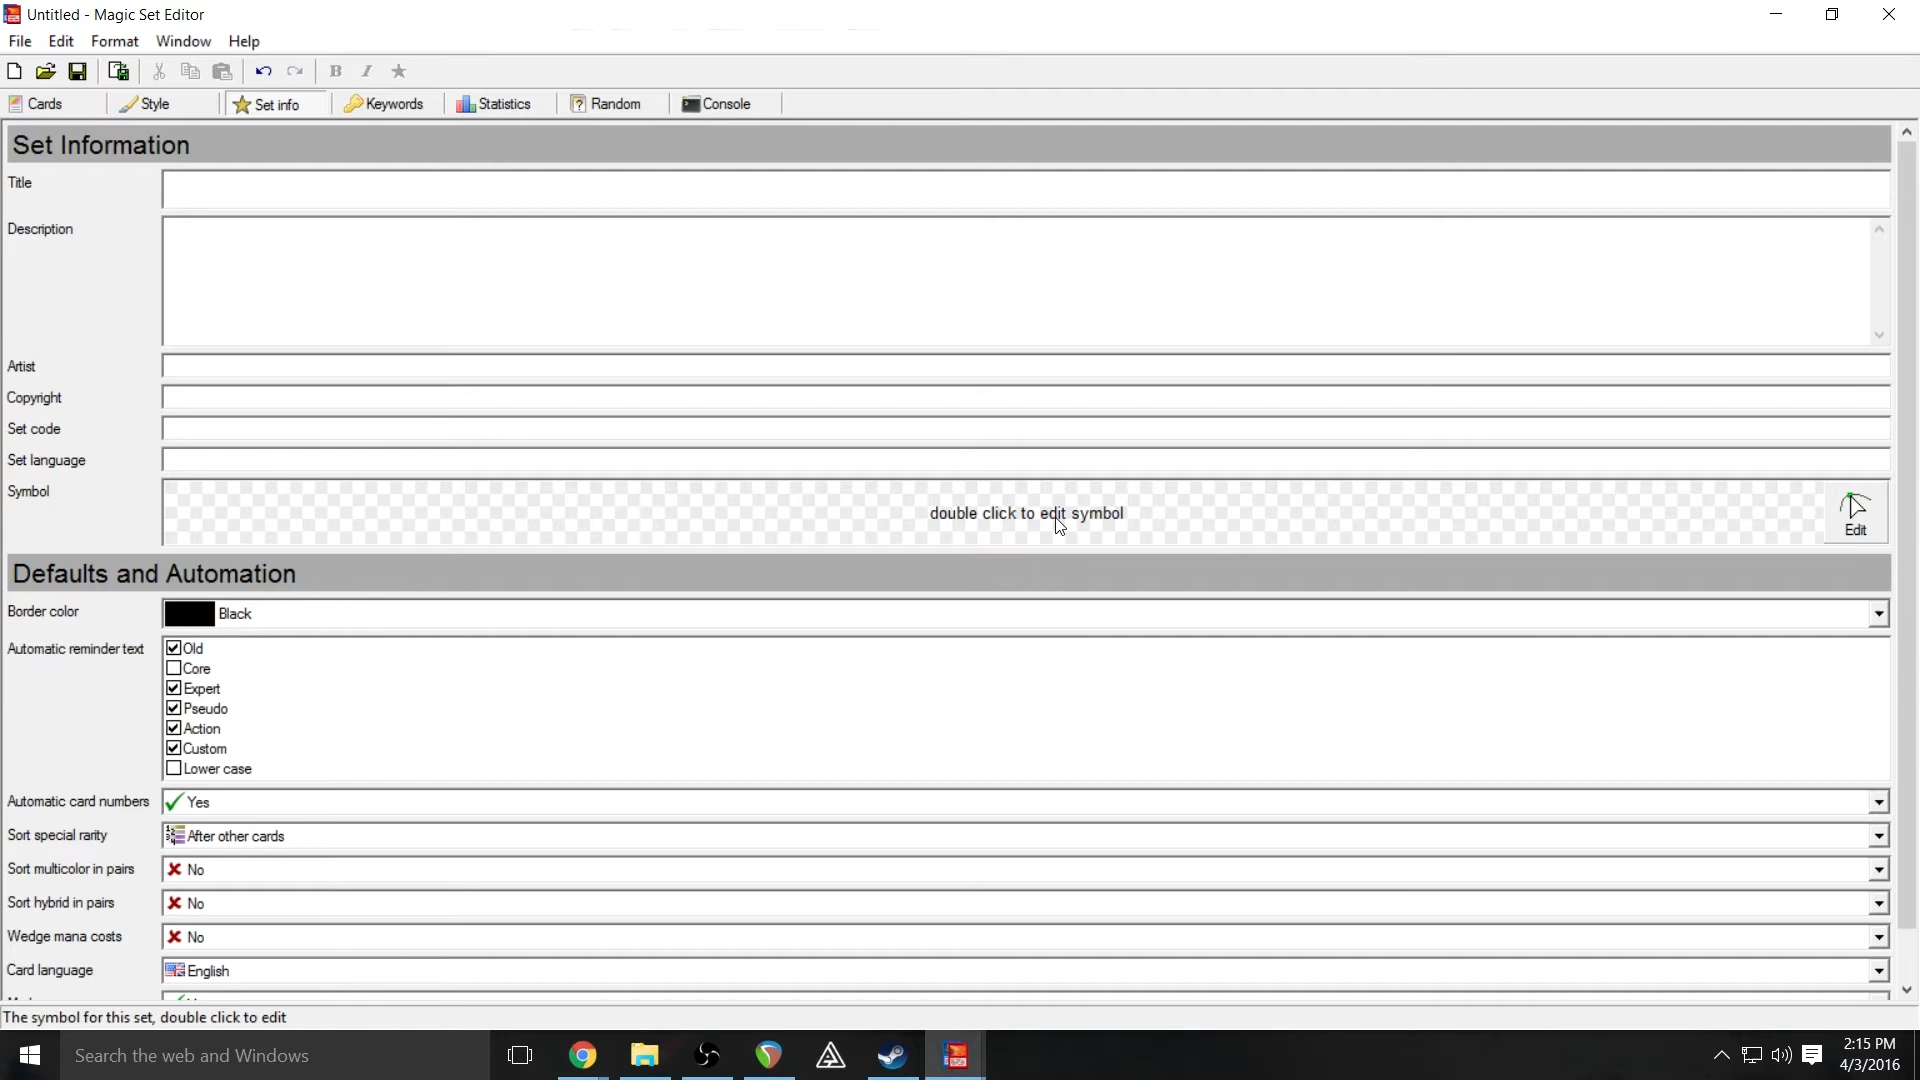 Untitled - Magic Set Editor
File Edit Format Window Help
B I
Cards Style Set info Keywords Statistics Random Console
Set Information
Title
Description
Artist
Copyright
Set code
Set language
Symbol
double click to edit symbol
Edit
Defaults and Automation
Border color Black
Automatic reminder text Old
Core
Expert
Pseudo
Action
Custom
Lower case
Automatic card numbers Yes
Sort special rarity After other cards
Sort multicolor in pairs No
Sort hybrid in pairs No
Wedge mana costs No
Card language English
The symbol for this set, double click to edit
Search the web and Windows
2:15 PM
4/3/2016